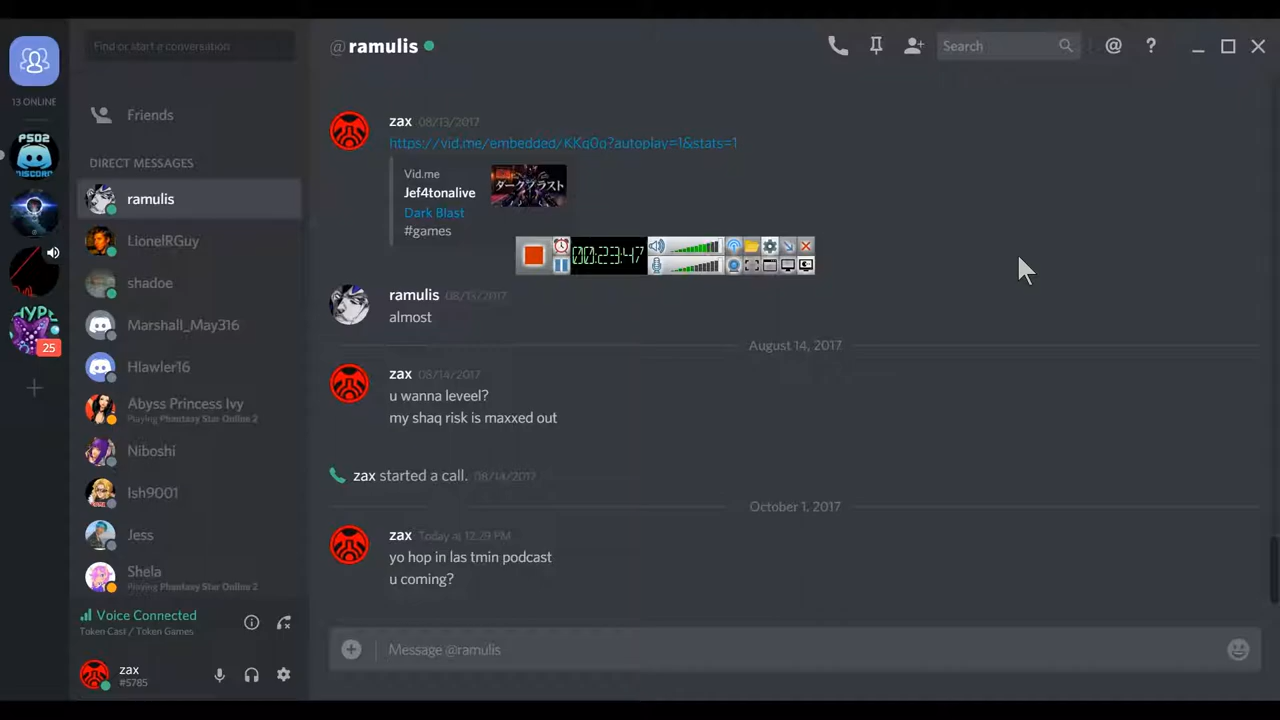 Find or start a conversation
@ramulis
Search
13 ONLINE
PSO2
DISCORD
HYPE
25
Friends
DIRECT MESSAGES
ramulis
LionelRGuy
shadoe
Marshall_May316
Hlawler16
Abyss Princess Ivy
Playing Phantasy Star Online 2
Niboshi
Ish9001
Jess
Shela
Playing Phantasy Star Online 2
Voice Connected
Token Cast / Token Games
zax
#5785
zax 08/13/2017
https://vid.me/embedded/KKq0o?autoplay=1&stats=1
Vid.me
Jef4tonalive
Dark Blast
#games
ダークブラスト
00:23:47
ramulis 08/13/2017
almost
August 14, 2017
zax 08/14/2017
u wanna leveel?
my shaq risk is maxxed out
zax started a call. 08/14/2017
October 1, 2017
zax Today at 12:29 PM
yo hop in las tmin podcast
u coming?
Message @ramulis